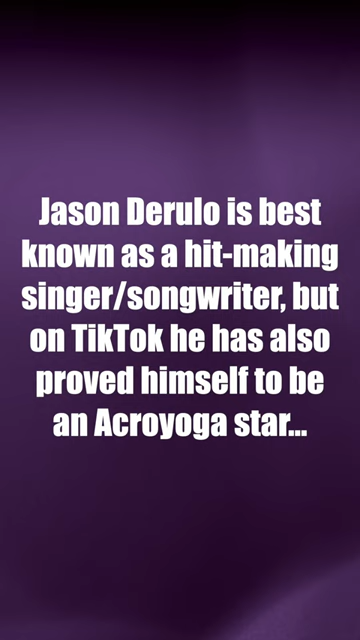 Jason Derulo is best
known as a hit-making
singer/songwriter, but
on TikTok he has also
proved himself to be
an Acroyoga star...